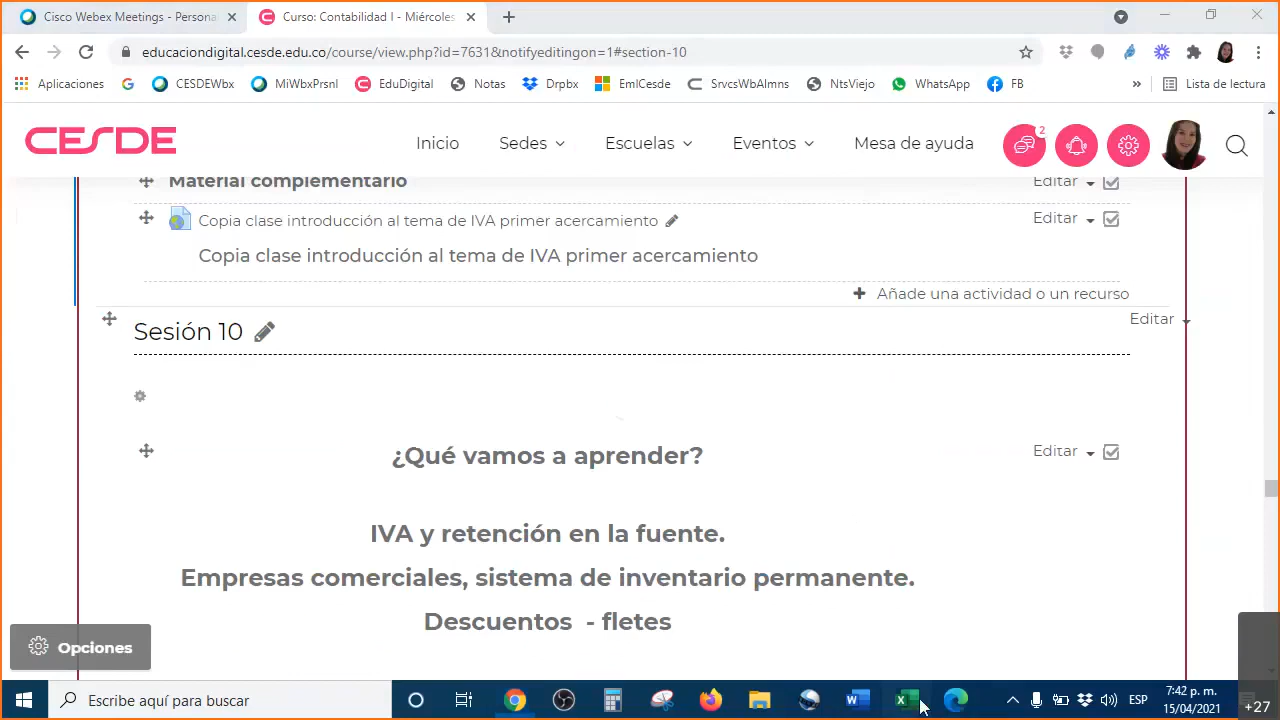 Cisco Webex Meetings - Persona
Curso: Contabilidad I - Miércoles
educaciondigital.cesde.edu.co/course/view.php?id=7631&notifyeditingon=1#section-10
Aplicaciones
CESDEWbx
MiWbxPrsnl
EduDigital
Notas
Drpbx
EmlCesde
SrvcsWbAlmns
NtsViejo
WhatsApp
FB
»
Lista de lectura
CESDE
Inicio
Sedes
Escuelas
Eventos
Mesa de ayuda
2
Material complementario
Editar
Copia clase introducción al tema de IVA primer acercamiento
Editar
Copia clase introducción al tema de IVA primer acercamiento
Añade una actividad o un recurso
Sesión 10
Editar
¿Qué vamos a aprender?
Editar
IVA y retención en la fuente.
Empresas comerciales, sistema de inventario permanente.
Descuentos - fletes
Opciones
Escribe aquí para buscar
ESP
7:42 p. m.
15/04/2021
+27